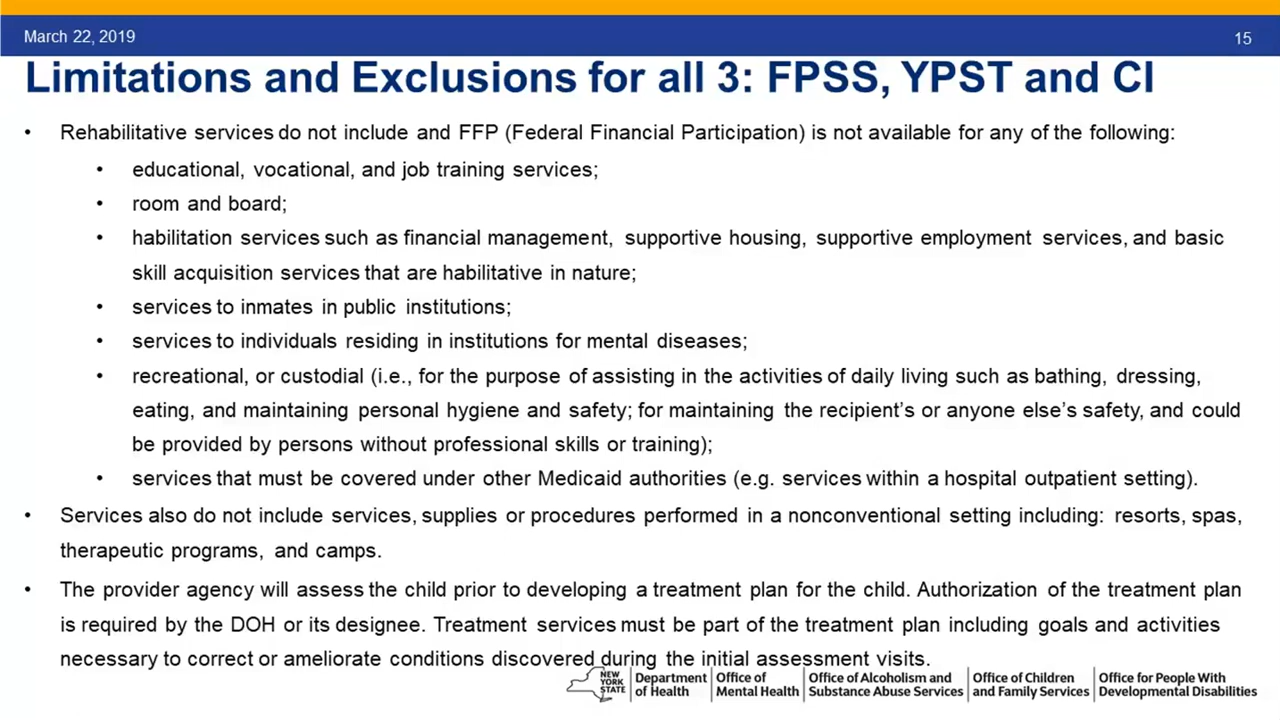 March 22, 2019
15
Limitations and Exclusions for all 3: FPSS, YPST and CI
• Rehabilitative services do not include and FFP (Federal Financial Participation) is not available for any of the following:
• educational, vocational, and job training services;
• room and board;
• habilitation services such as financial management, supportive housing, supportive employment services, and basic
skill acquisition services that are habilitative in nature;
• services to inmates in public institutions;
• services to individuals residing in institutions for mental diseases;
• recreational, or custodial (i.e., for the purpose of assisting in the activities of daily living such as bathing, dressing,
eating, and maintaining personal hygiene and safety; for maintaining the recipient’s or anyone else’s safety, and could
be provided by persons without professional skills or training);
• services that must be covered under other Medicaid authorities (e.g. services within a hospital outpatient setting).
• Services also do not include services, supplies or procedures performed in a nonconventional setting including: resorts, spas,
therapeutic programs, and camps.
• The provider agency will assess the child prior to developing a treatment plan for the child. Authorization of the treatment plan
is required by the DOH or its designee. Treatment services must be part of the treatment plan including goals and activities
necessary to correct or ameliorate conditions discovered during the initial assessment visits.
NEW
YORK
STATE
Department
of Health
Office of
Mental Health
Office of Alcoholism and
Substance Abuse Services
Office of Children
and Family Services
Office for People With
Developmental Disabilities